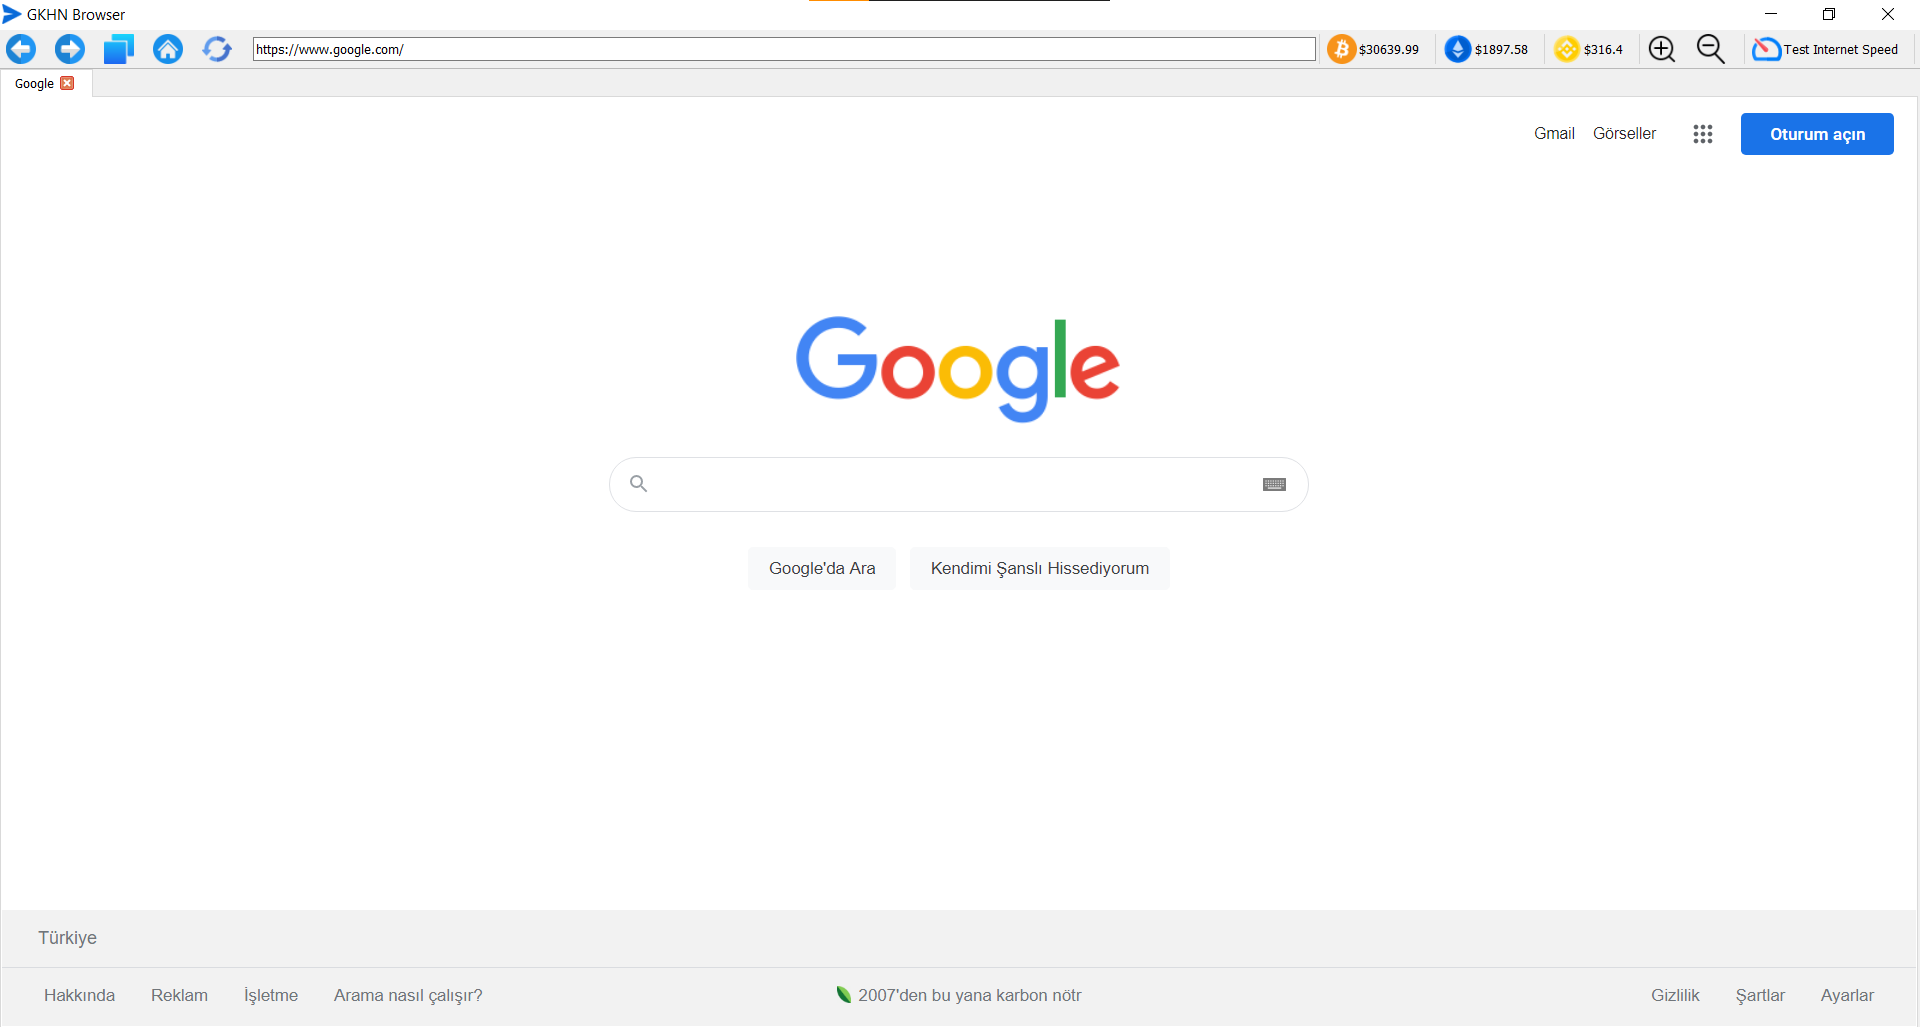 GKHN Browser
https://www.google.com/
$30639.99
$1897.58
$316.4
Test Internet Speed
Google
Gmail
Görseller
Oturum açın
Google
Google'da Ara
Kendimi Şanslı Hissediyorum
Türkiye
Hakkında
Reklam
İşletme
Arama nasıl çalışır?
2007'den bu yana karbon nötr
Gizlilik
Şartlar
Ayarlar